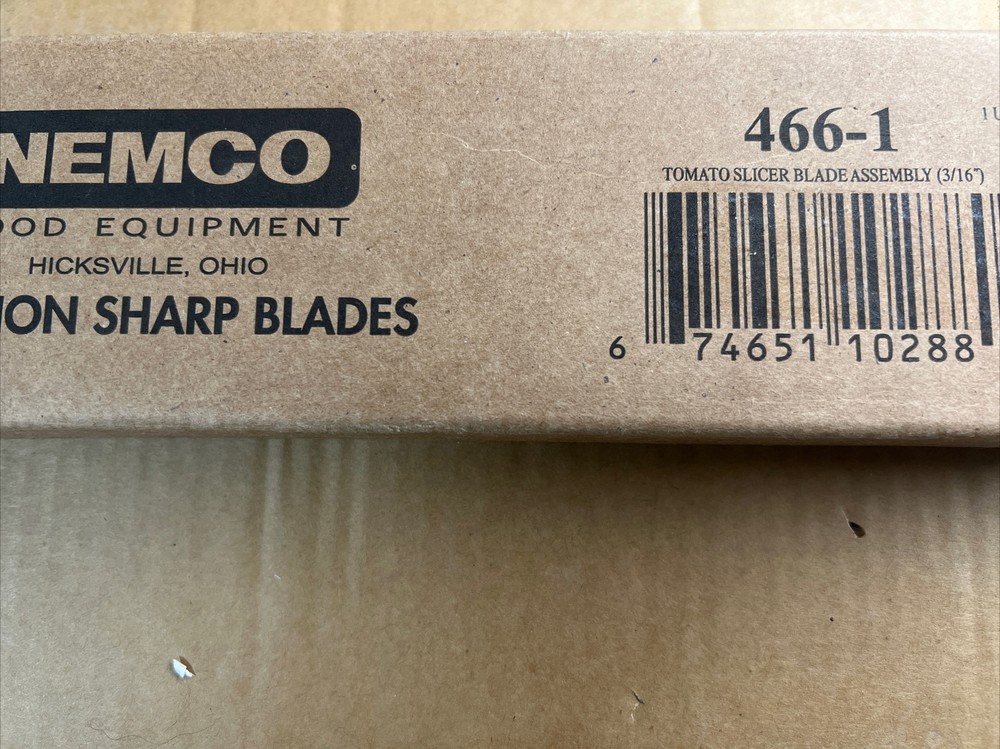 NEMCO
OOD EQUIPMENT
HICKSVILLE, OHIO
ION SHARP BLADES
466-1
TOMATO SLICER BLADE ASSEMBLY (3/16")
6 74651 10288